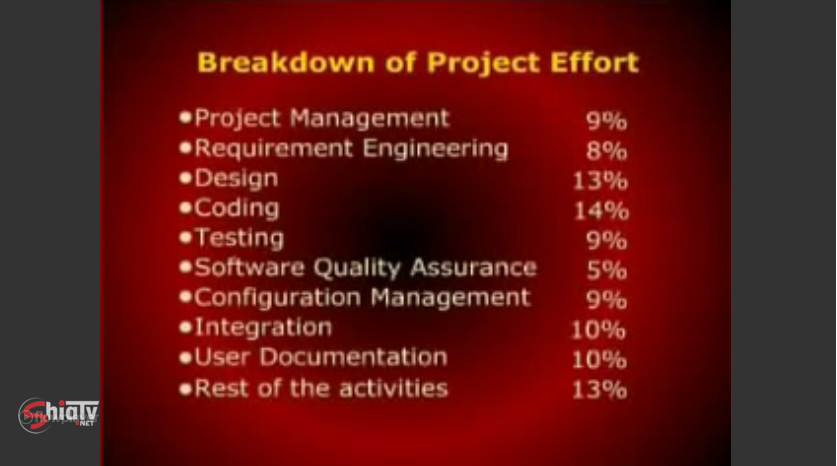 Breakdown of Project Effort
•Project Management 9%
•Requirement Engineering 8%
•Design 13%
•Coding 14%
•Testing 9%
•Software Quality Assurance 5%
•Configuration Management 9%
•Integration 10%
•User Documentation 10%
•Rest of the activities 13%
ShiaTv
.NET